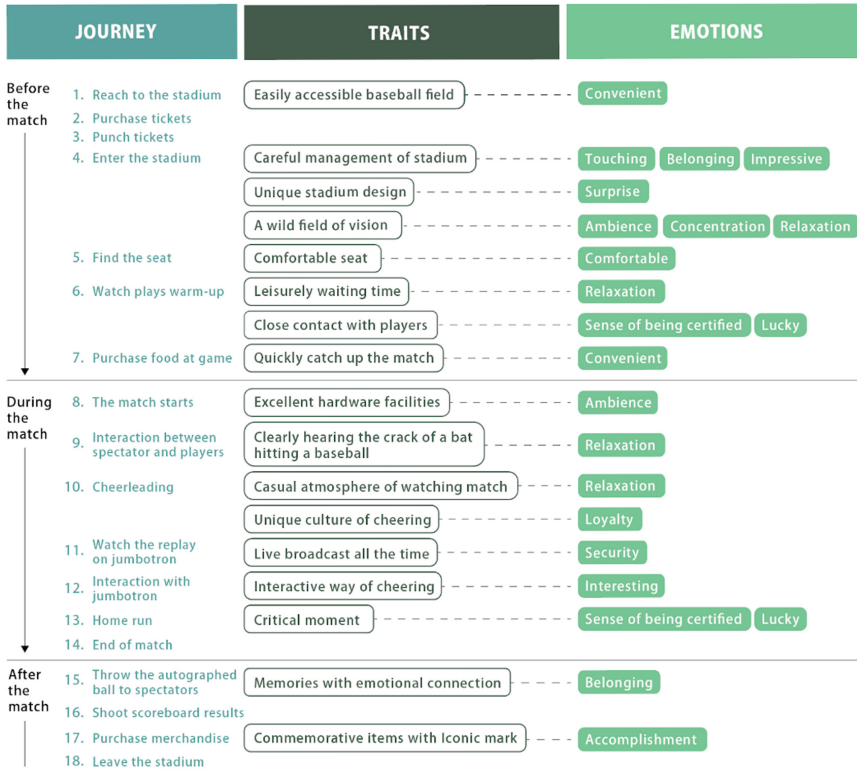 JOURNEY TRAITS EMOTIONS
Before
the
match
1. Reach to the stadium Easily accessible baseball field Convenient
2. Purchase tickets
3. Punch tickets
4. Enter the stadium Careful management of stadium Touching Belonging Impressive
Unique stadium design Surprise
A wild field of vision Ambience Concentration Relaxation
5. Find the seat Comfortable seat Comfortable
6. Watch plays warm-up Leisurely waiting time Relaxation
Close contact with players Sense of being certified Lucky
7. Purchase food at game Quickly catch up the match Convenient
During
the
match
8. The match starts Excellent hardware facilities Ambience
9. Interaction between
spectator and players
Clearly hearing the crack of a bat
hitting a baseball
Relaxation
10. Cheerleading Casual atmosphere of watching match Relaxation
Unique culture of cheering Loyalty
11. Watch the replay
on jumbotron
Live broadcast all the time Security
12. Interaction with
jumbotron
Interactive way of cheering Interesting
13. Home run Critical moment Sense of being certified Lucky
14. End of match
After
the
match
15. Throw the autographed
ball to spectators
Memories with emotional connection Belonging
16. Shoot scoreboard results
17. Purchase merchandise Commemorative items with Iconic mark Accomplishment
18. Leave the stadium